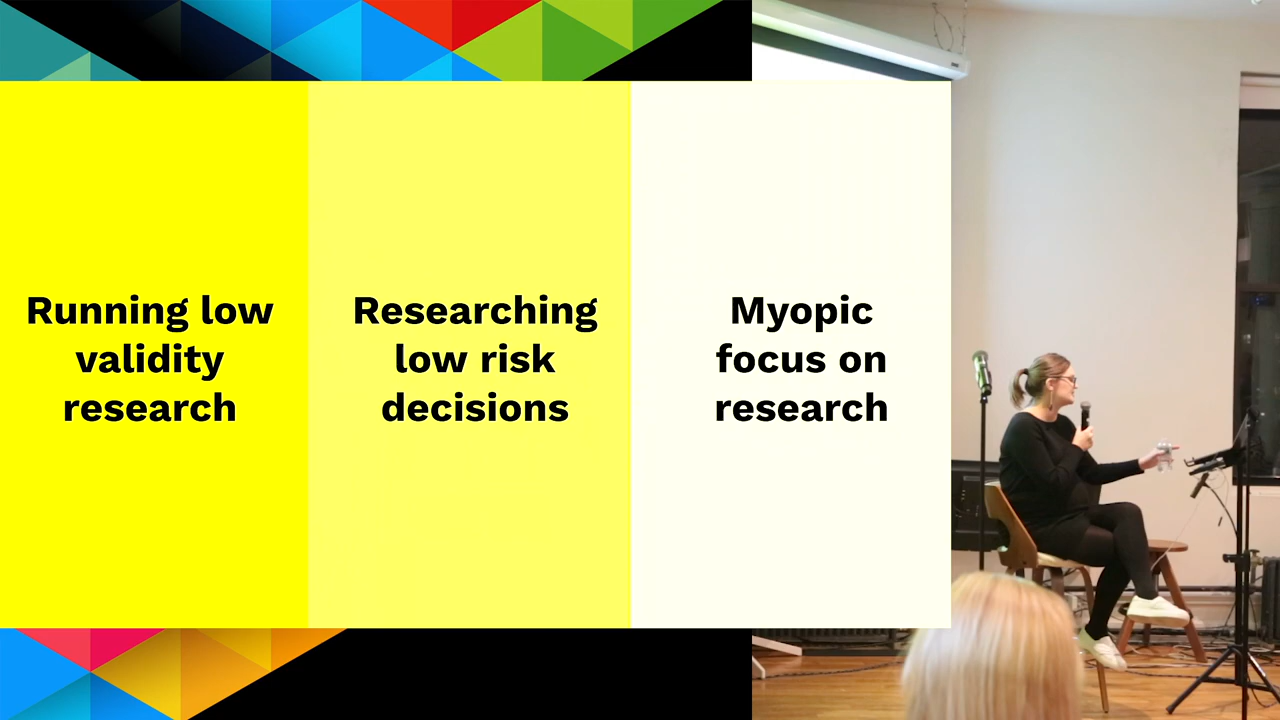 Running low
validity
research
Researching
low risk
decisions
Myopic
focus on
research